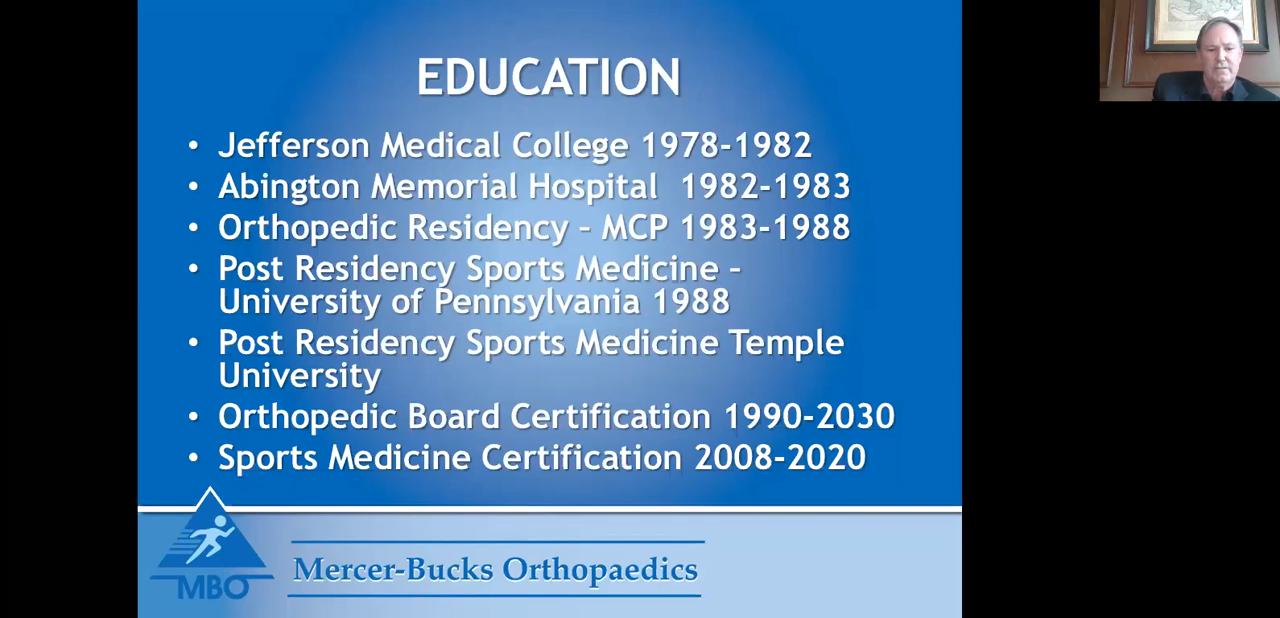 EDUCATION
• Jefferson Medical College 1978-1982
• Abington Memorial Hospital 1982-1983
• Orthopedic Residency – MCP 1983-1988
• Post Residency Sports Medicine –
University of Pennsylvania 1988
• Post Residency Sports Medicine Temple
University
• Orthopedic Board Certification 1990-2030
• Sports Medicine Certification 2008-2020
MBO
Mercer-Bucks Orthopaedics